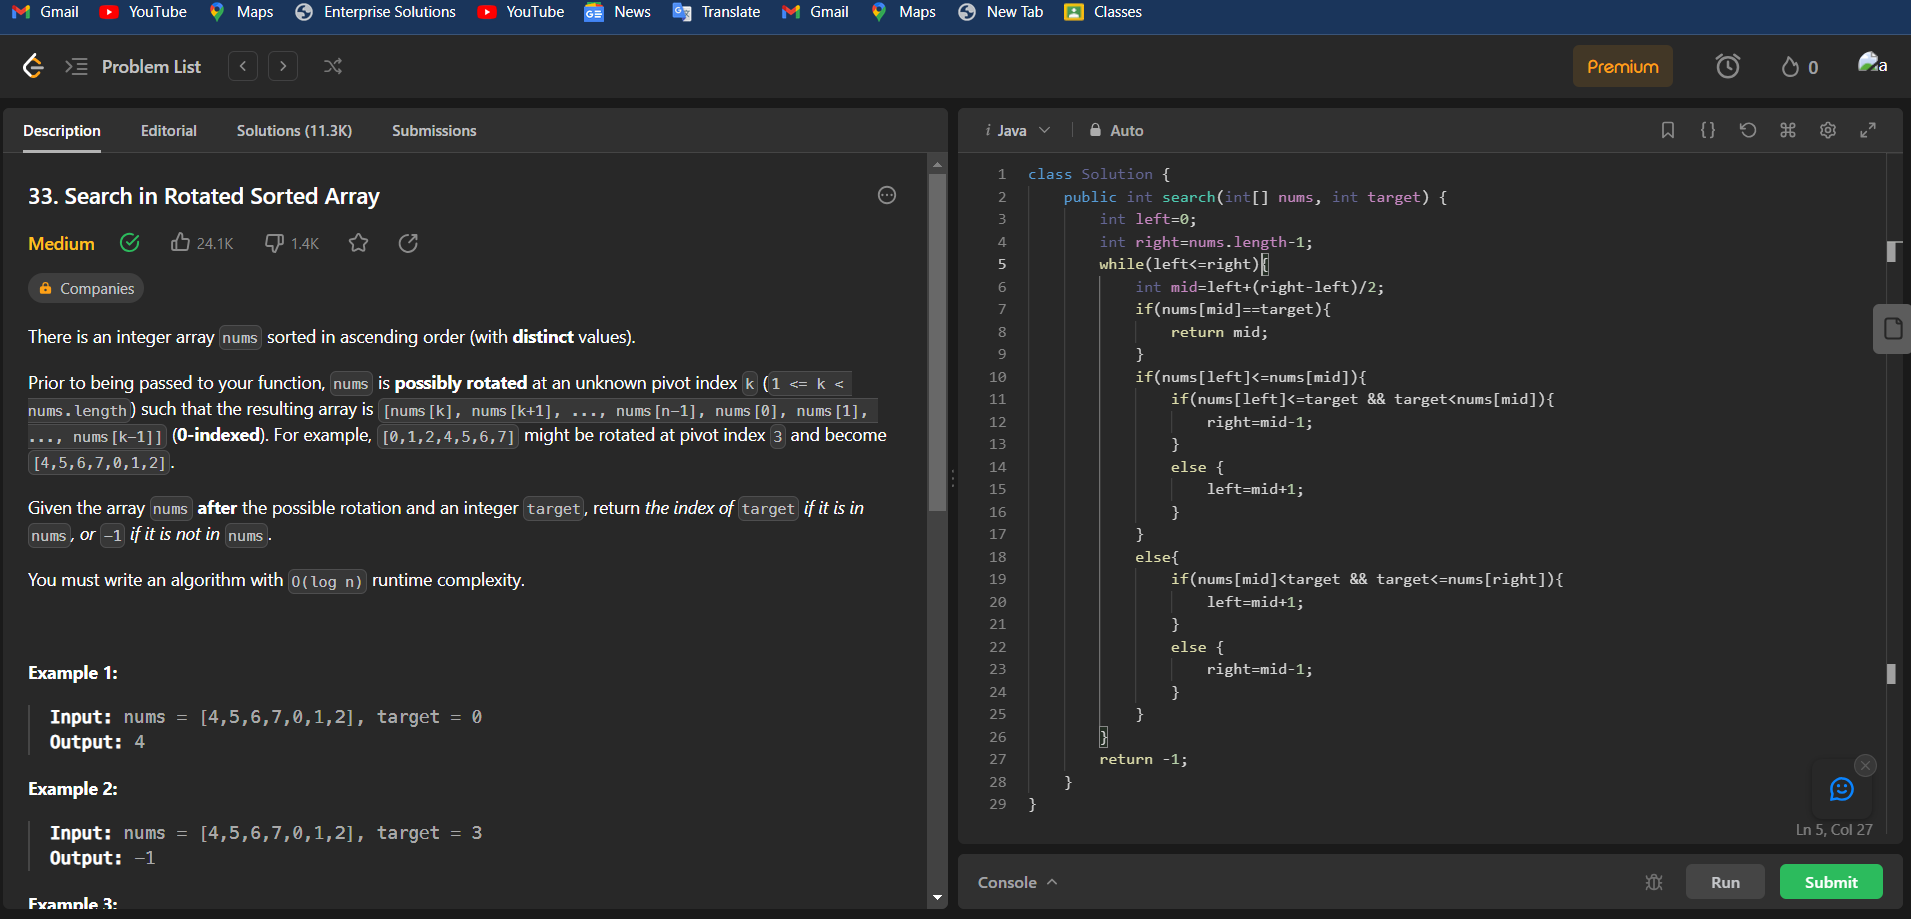 Gmail YouTube Maps Enterprise Solutions YouTube News Translate Gmail Maps New Tab Classes
Problem List
Premium
0
a
Description Editorial Solutions (11.3K) Submissions
33. Search in Rotated Sorted Array
Medium 24.1K 1.4K
Companies
There is an integer array nums sorted in ascending order (with distinct values).
Prior to being passed to your function, nums is possibly rotated at an unknown pivot index k (1 <= k <
nums.length) such that the resulting array is [nums[k], nums[k+1], ..., nums[n-1], nums[0], nums[1],
..., nums[k-1]] (0-indexed). For example, [0,1,2,4,5,6,7] might be rotated at pivot index 3 and become
[4,5,6,7,0,1,2].
Given the array nums after the possible rotation and an integer target, return the index of target if it is in
nums, or -1 if it is not in nums.
You must write an algorithm with O(log n) runtime complexity.
Example 1:
Input: nums = [4,5,6,7,0,1,2], target = 0
Output: 4
Example 2:
Input: nums = [4,5,6,7,0,1,2], target = 3
Output: -1
Example 3:
i Java Auto
1 class Solution {
2 public int search(int[] nums, int target) {
3 int left=0;
4 int right=nums.length-1;
5 while(left<=right){
6 int mid=left+(right-left)/2;
7 if(nums[mid]==target){
8 return mid;
9 }
10 if(nums[left]<=nums[mid]){
11 if(nums[left]<=target && target<nums[mid]){
12 right=mid-1;
13 }
14 else {
15 left=mid+1;
16 }
17 }
18 else{
19 if(nums[mid]<target && target<=nums[right]){
20 left=mid+1;
21 }
22 else {
23 right=mid-1;
24 }
25 }
26 }
27 return -1;
28 }
29 }
Ln 5, Col 27
Console Run Submit